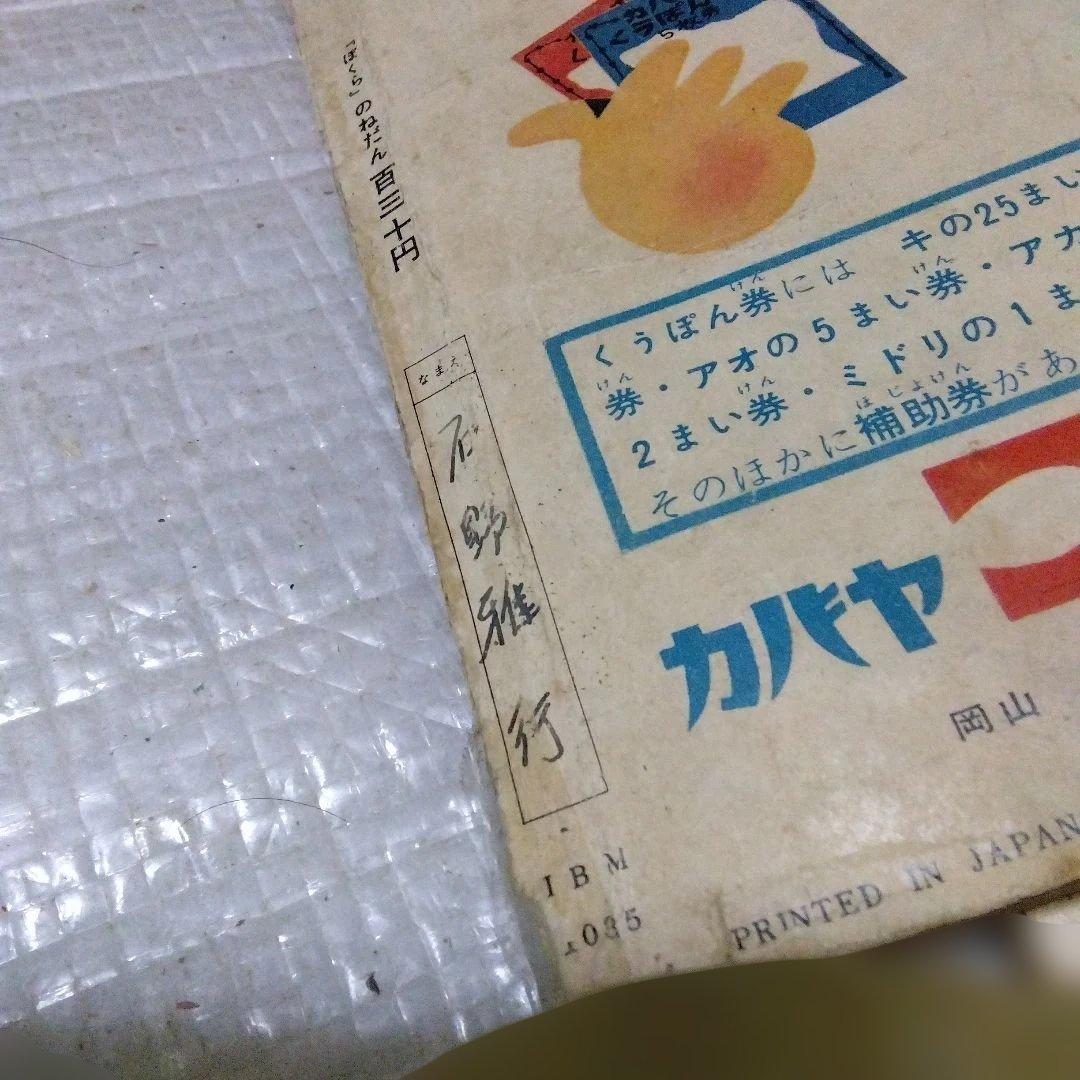 『ぼくら』のねだん 百三十円
くうぽん券には キの25まい
券・アオの5まい券・アカ
2まい券・ミドリの1ま
そのほかに補助券があ
カバヤ
岡山
なまえ
石野雅行
IBM
1035
PRINTED IN JAPAN